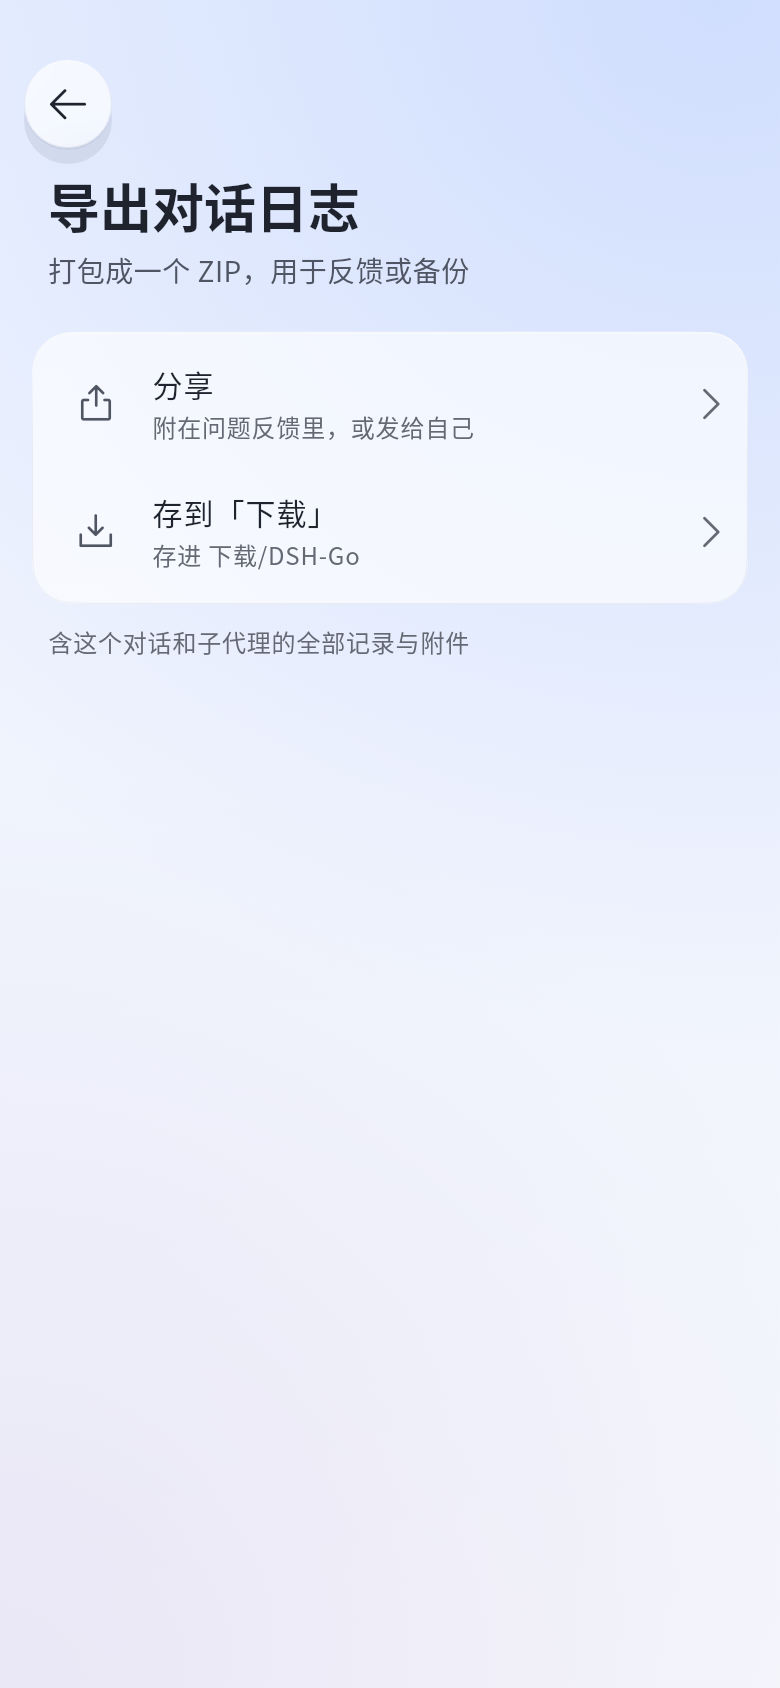 导出对话日志
打包成一个 ZIP，用于反馈或备份
分享
附在问题反馈里，或发给自己
存到「下载」
存进 下载/DSH-Go
含这个对话和子代理的全部记录与附件